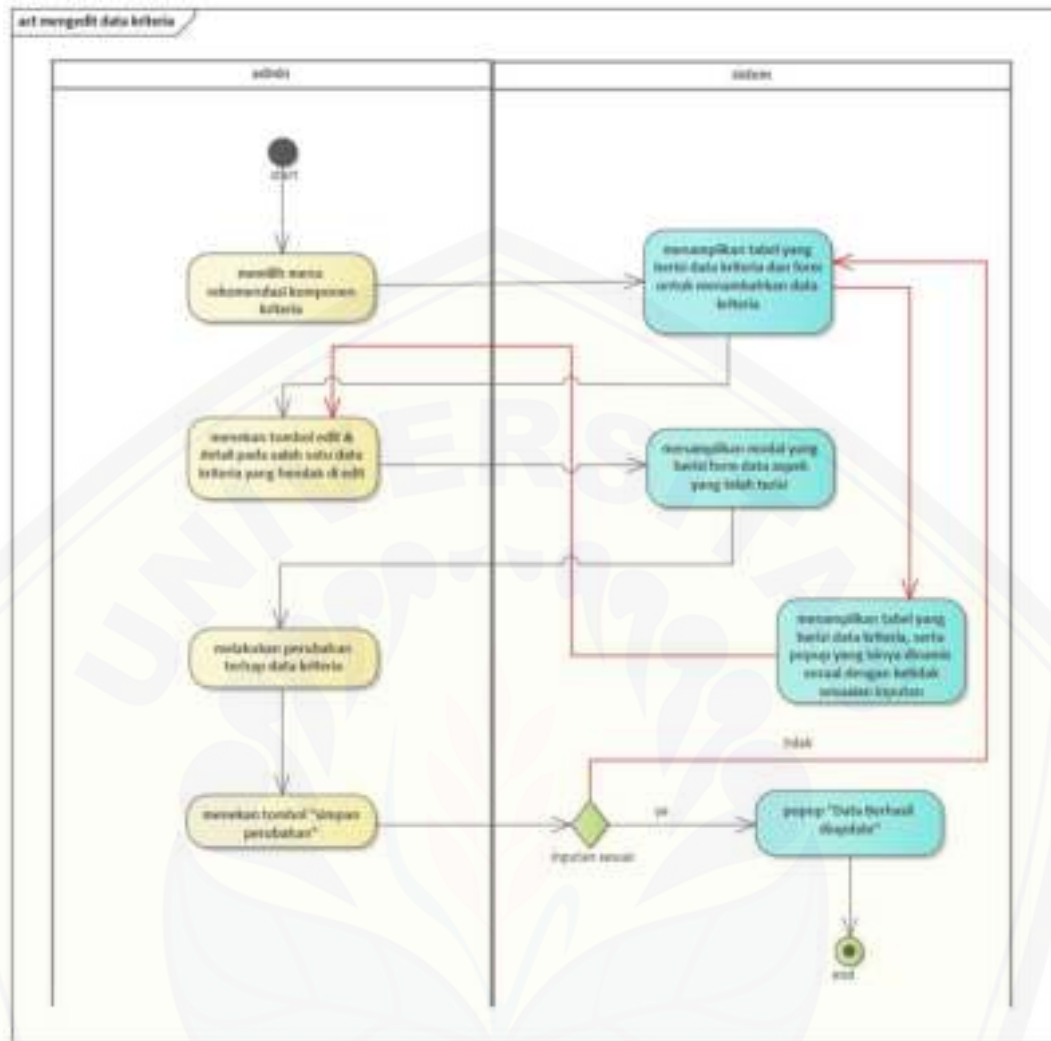 act mengedit data kriteria
admin
sistem
start
memilih menu
rekomendasi komponen
kriteria
menampilkan tabel yang
berisi data kriteria dan form
untuk menambahkan data
kriteria
menekan tombol edit &
detail pada salah satu data
kriteria yang hendak di edit
menampilkan modal yang
berisi form data aspek
yang telah terisi
melakukan perubahan
terhap data kriteria
menampilkan tabel yang
berisi data kriteria, serta
popup yang isinya dinamis
sesuai dengan ketidak
sesuaian inputan
tidak
menekan tombol "simpan
perubahan"
inputan sesuai
ya
popup "Data Berhasil
diupdate"
end
UNIVERSITA